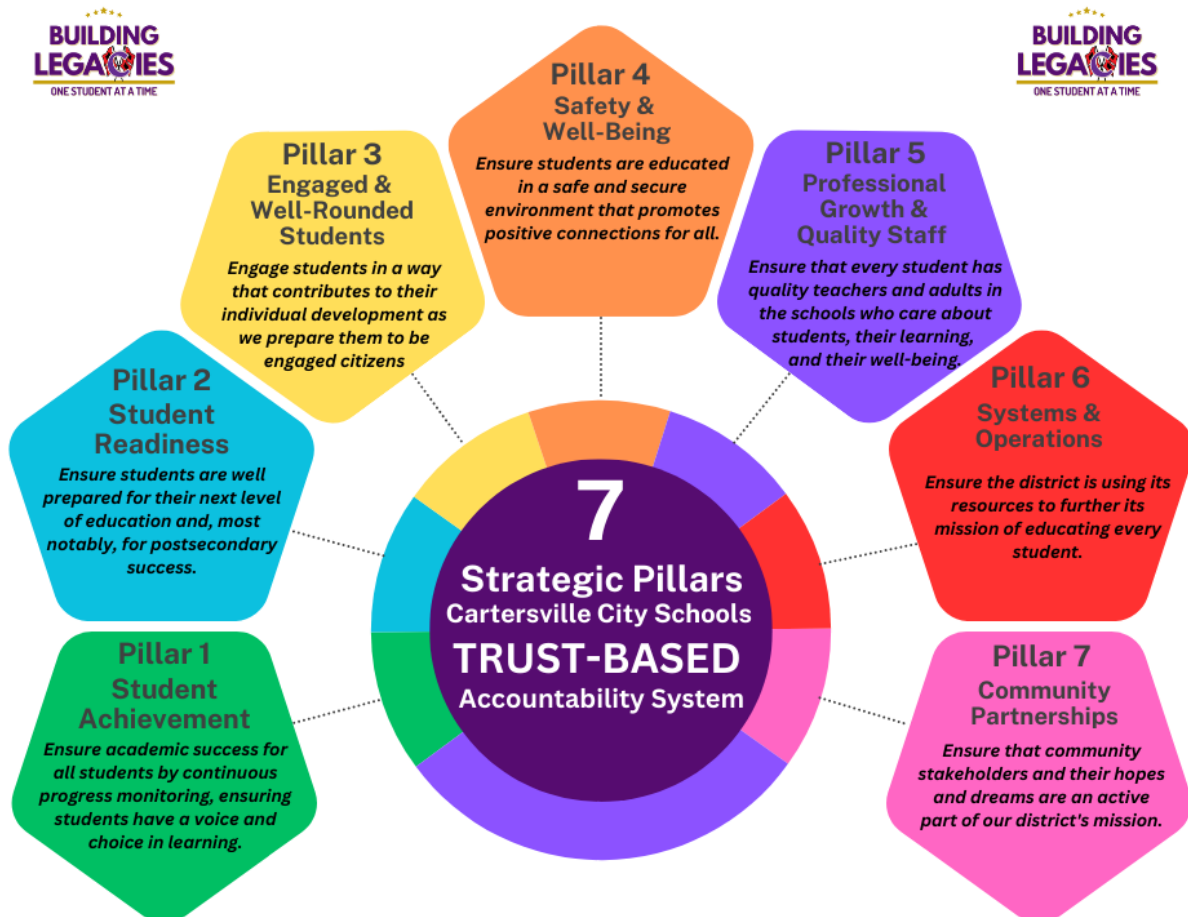 BUILDING
LEGACIES
ONE STUDENT AT A TIME
BUILDING
LEGACIES
ONE STUDENT AT A TIME
Pillar 4
Safety &
Well-Being
Ensure students are educated
in a safe and secure
environment that promotes
positive connections for all.
Pillar 3
Engaged &
Well-Rounded
Students
Engage students in a way
that contributes to their
individual development as
we prepare them to be
engaged citizens
Pillar 5
Professional
Growth &
Quality Staff
Ensure that every student has
quality teachers and adults in
the schools who care about
students, their learning,
and their well-being.
Pillar 2
Student
Readiness
Ensure students are well
prepared for their next level
of education and, most
notably, for postsecondary
success.
Pillar 6
Systems &
Operations
Ensure the district is using its
resources to further its
mission of educating every
student.
7
Strategic Pillars
Cartersville City Schools
TRUST-BASED
Accountability System
Pillar 1
Student
Achievement
Ensure academic success for
all students by continuous
progress monitoring, ensuring
students have a voice and
choice in learning.
Pillar 7
Community
Partnerships
Ensure that community
stakeholders and their hopes
and dreams are an active
part of our district's mission.